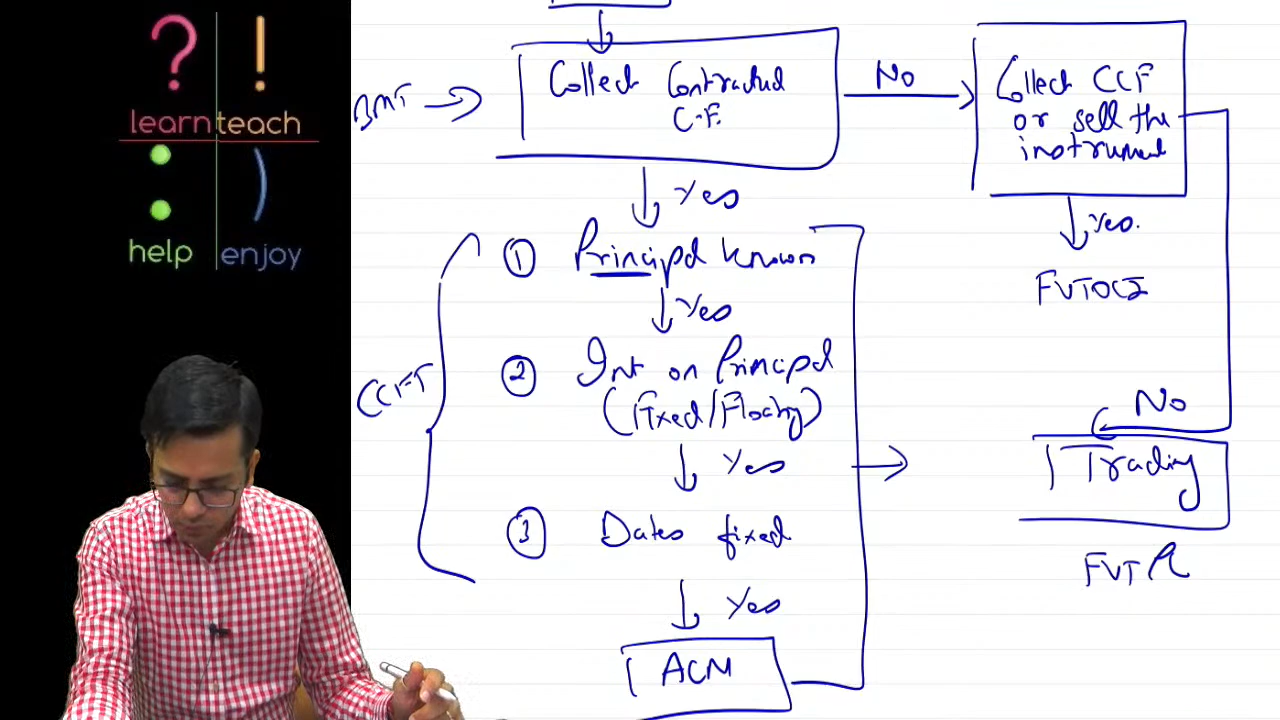 ?
!
learn teach
help enjoy
BMT
Collect Contractual
C.F.
No
Collect CCF
or sell the
instrument
Yes
Yes.
FVTOCI
① Principal known
Yes
CCFT
② Int on Principal
(Fixed/Floating)
Yes
No
Trading
③ Dates fixed
FVTPL
Yes
ACM